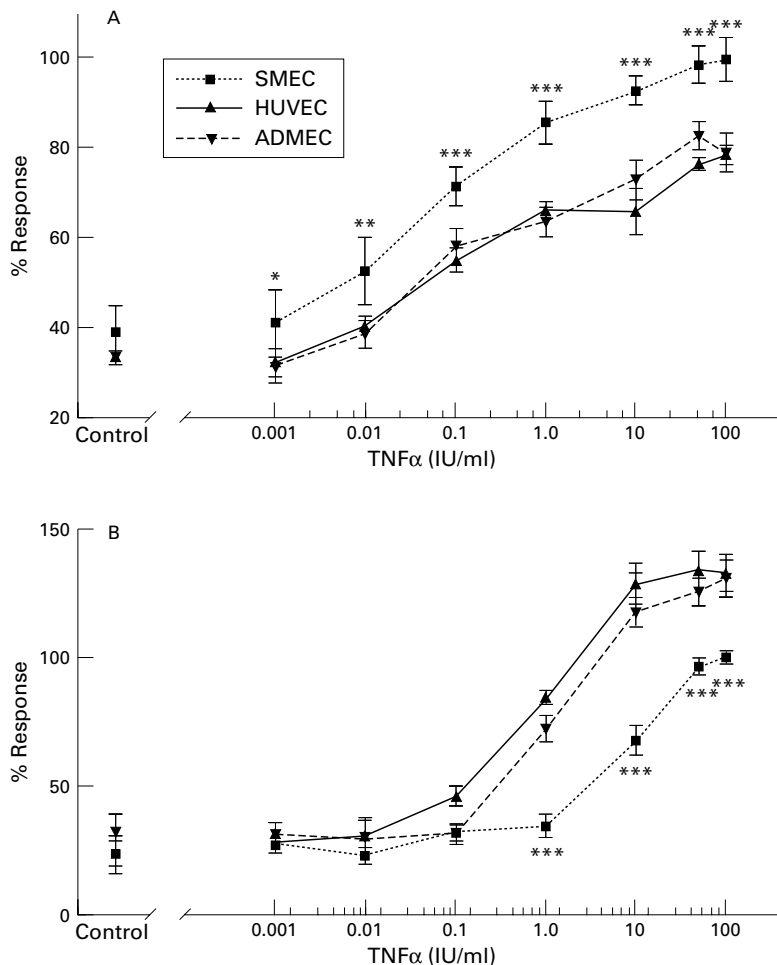 A
100
80
60
40
20
% Response
SMEC
HUVEC
ADMEC
*
**
***
***
***
***
***
Control
0.001 0.01 0.1 1.0 10 100
TNFα (IU/ml)
B
150
100
50
0
% Response
***
***
***
***
Control
0.001 0.01 0.1 1.0 10 100
TNFα (IU/ml)